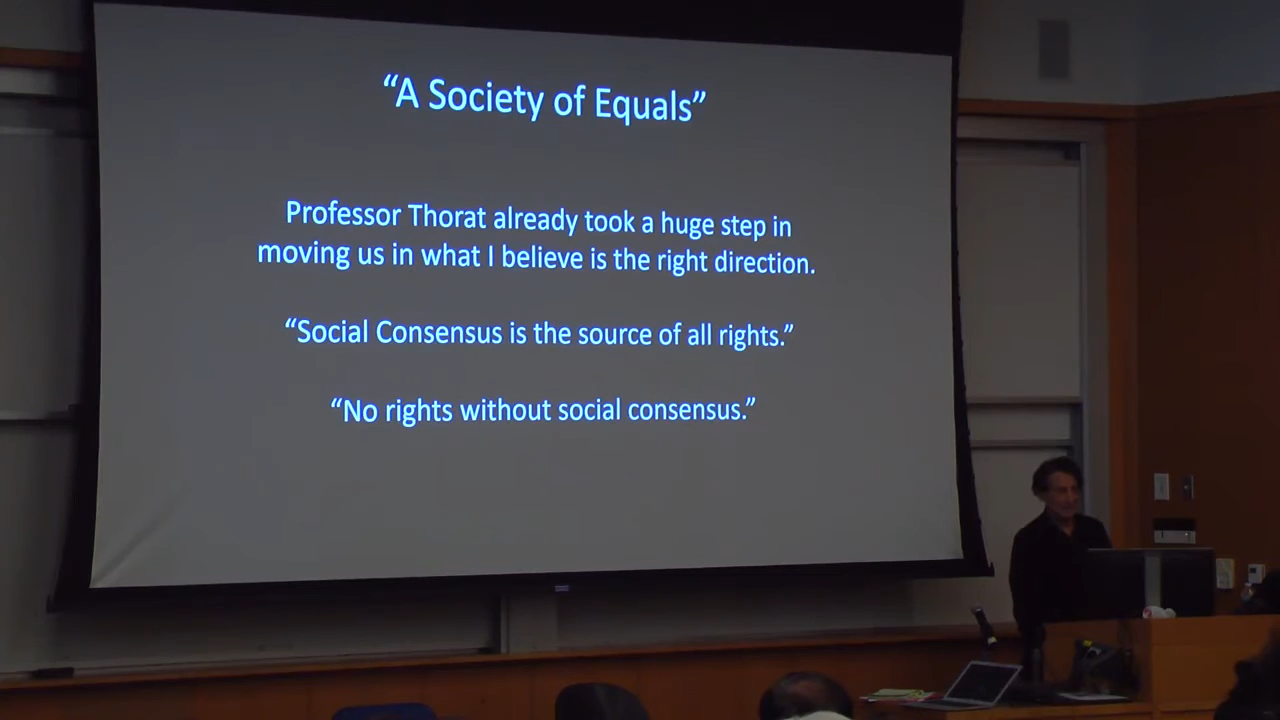 “A Society of Equals”
Professor Thorat already took a huge step in
moving us in what I believe is the right direction.
“Social Consensus is the source of all rights.”
“No rights without social consensus.”